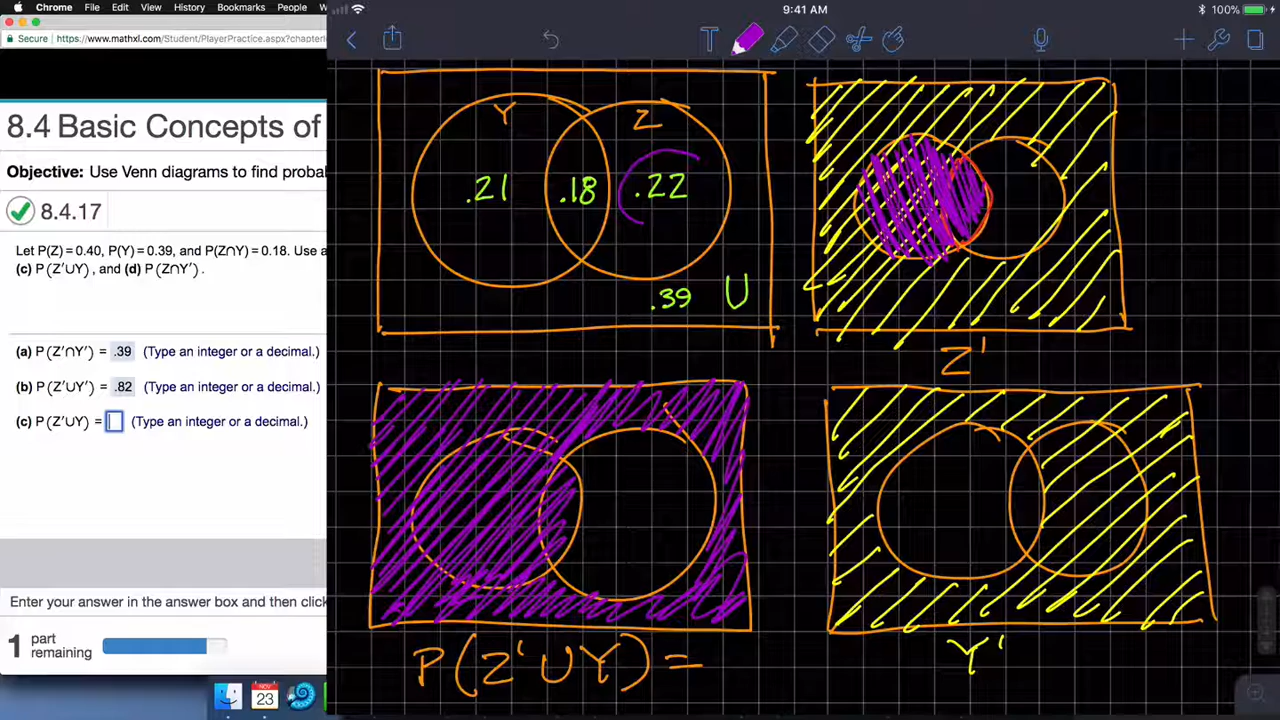 Chrome File Edit View History Bookmarks People
9:41 AM
100%
Secure https://www.mathxl.com/Student/PlayerPractice.aspx?chapter
8.4 Basic Concepts of
Objective: Use Venn diagrams to find proba
8.4.17
Let P(Z) = 0.40, P(Y) = 0.39, and P(Z∩Y) = 0.18. Use a
(c) P(Z′∪Y), and (d) P(Z∩Y′).
(a) P(Z′∩Y′) = .39 (Type an integer or a decimal.)
(b) P(Z′∪Y′) = .82 (Type an integer or a decimal.)
(c) P(Z′∪Y) = (Type an integer or a decimal.)
Enter your answer in the answer box and then click
1 part
remaining
NOV
23
T
Y Z
.21 .18 .22
.39 U
Z'
P(Z'∪Y) =
Y'